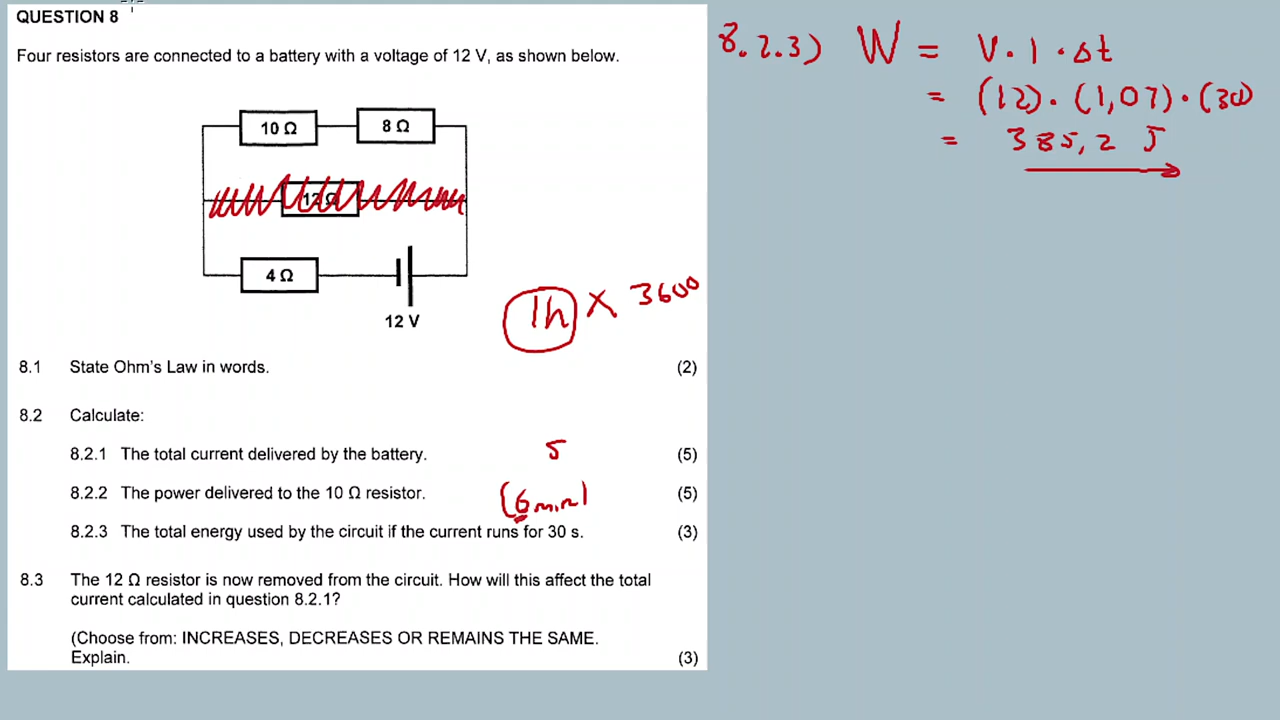 QUESTION 8
Four resistors are connected to a battery with a voltage of 12 V, as shown below.
10 Ω
8 Ω
12 Ω
4 Ω
12 V
1h × 3600
8.1 State Ohm's Law in words. (2)
8.2 Calculate:
8.2.1 The total current delivered by the battery. (5)
5
8.2.2 The power delivered to the 10 Ω resistor. (5)
(6 min)
8.2.3 The total energy used by the circuit if the current runs for 30 s. (3)
8.3 The 12 Ω resistor is now removed from the circuit. How will this affect the total
current calculated in question 8.2.1?
(Choose from: INCREASES, DECREASES OR REMAINS THE SAME.
Explain. (3)
8.2.3) W = V · I · Δt
= (12) · (1,07) · (30)
= 385,2 J